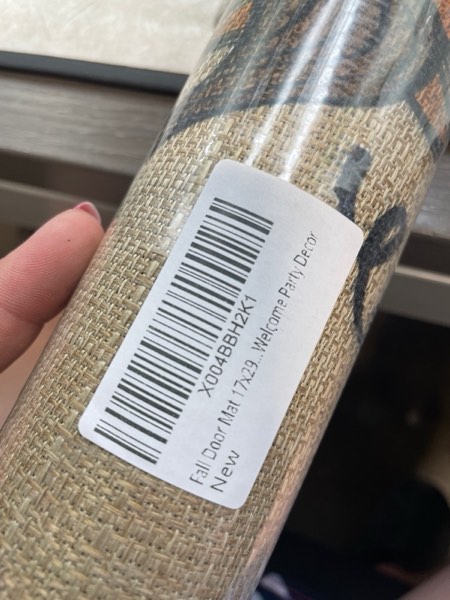 X004BBH2K1
Fall Door Mat 17x29...Welcome Party Decor
New